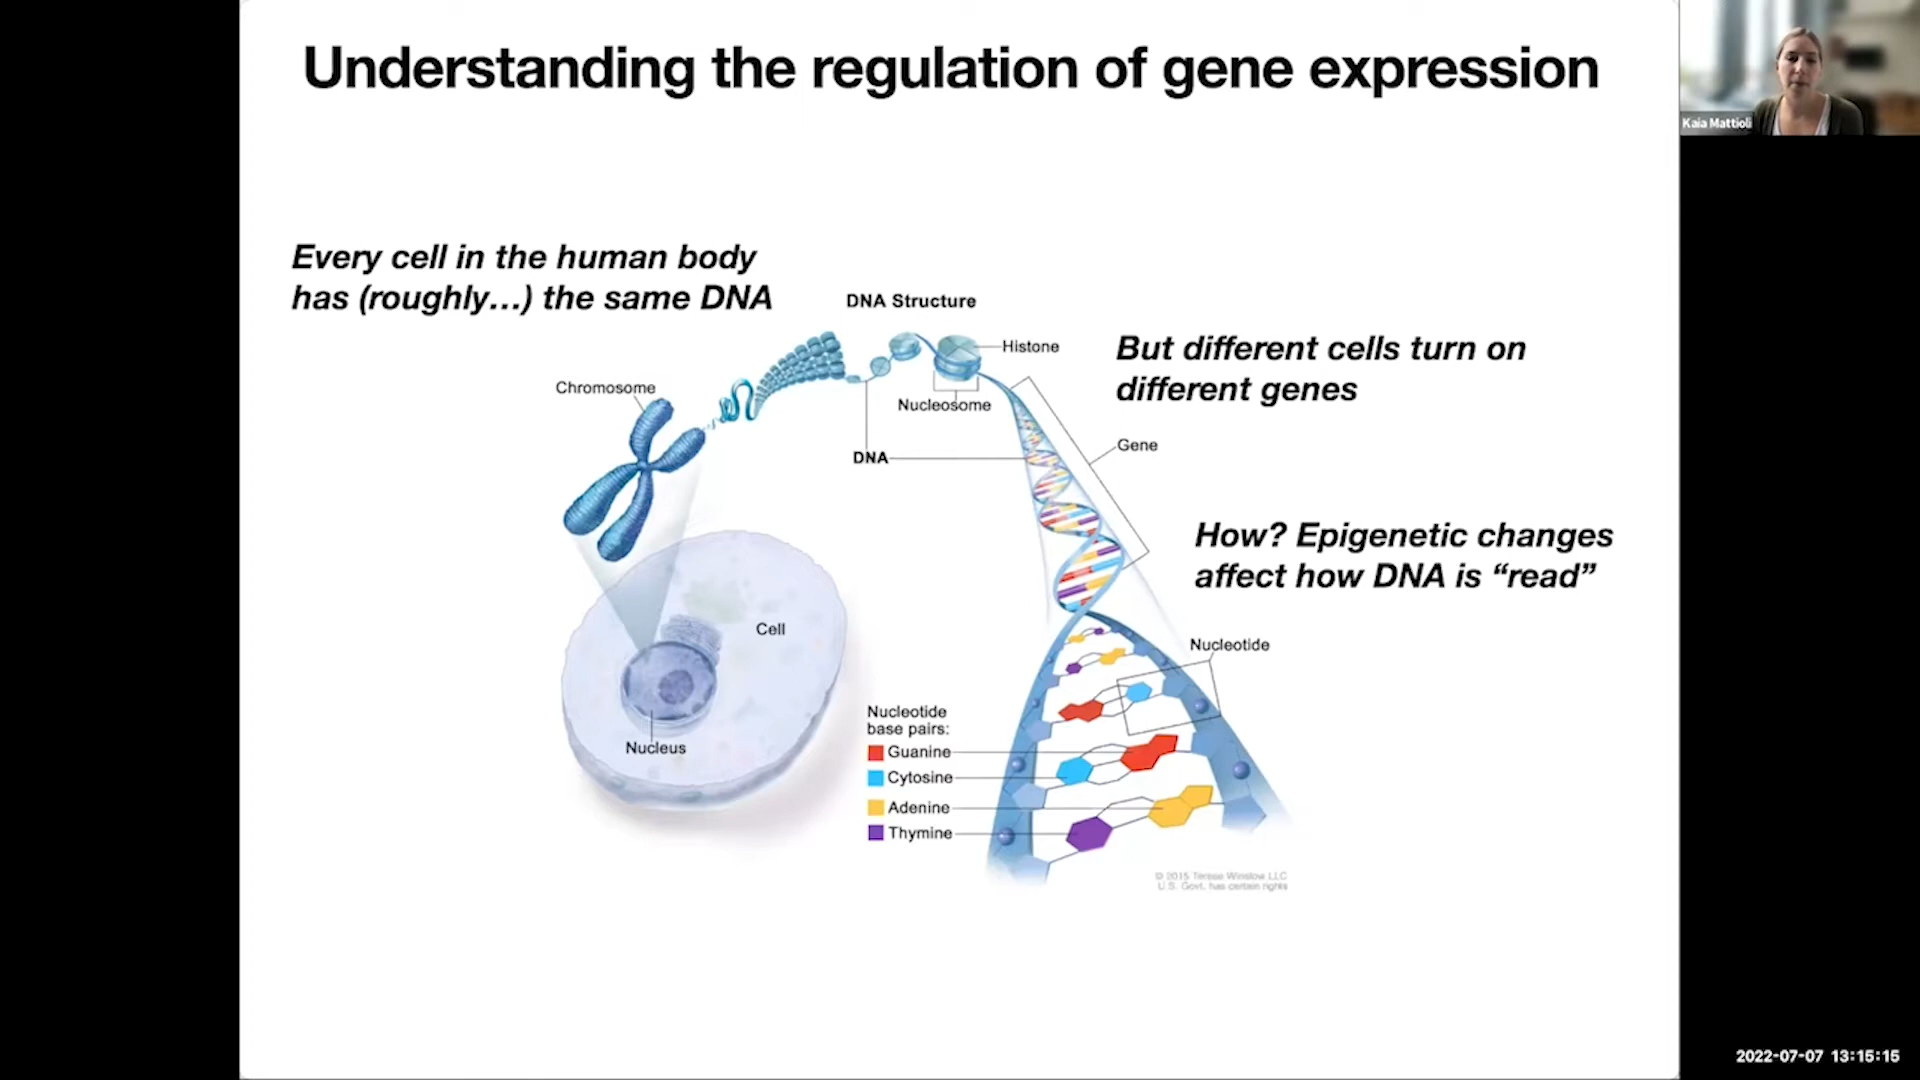 Understanding the regulation of gene expression
Kaia Mattioli
Every cell in the human body
has (roughly...) the same DNA
DNA Structure
Histone
But different cells turn on
different genes
Chromosome
Nucleosome
Gene
DNA
How? Epigenetic changes
affect how DNA is “read”
Cell
Nucleotide
Nucleotide
base pairs:
Nucleus
Guanine
Cytosine
Adenine
Thymine
© 2015 Terese Winslow LLC
U.S. Govt. has certain rights
2022-07-07 13:15:15